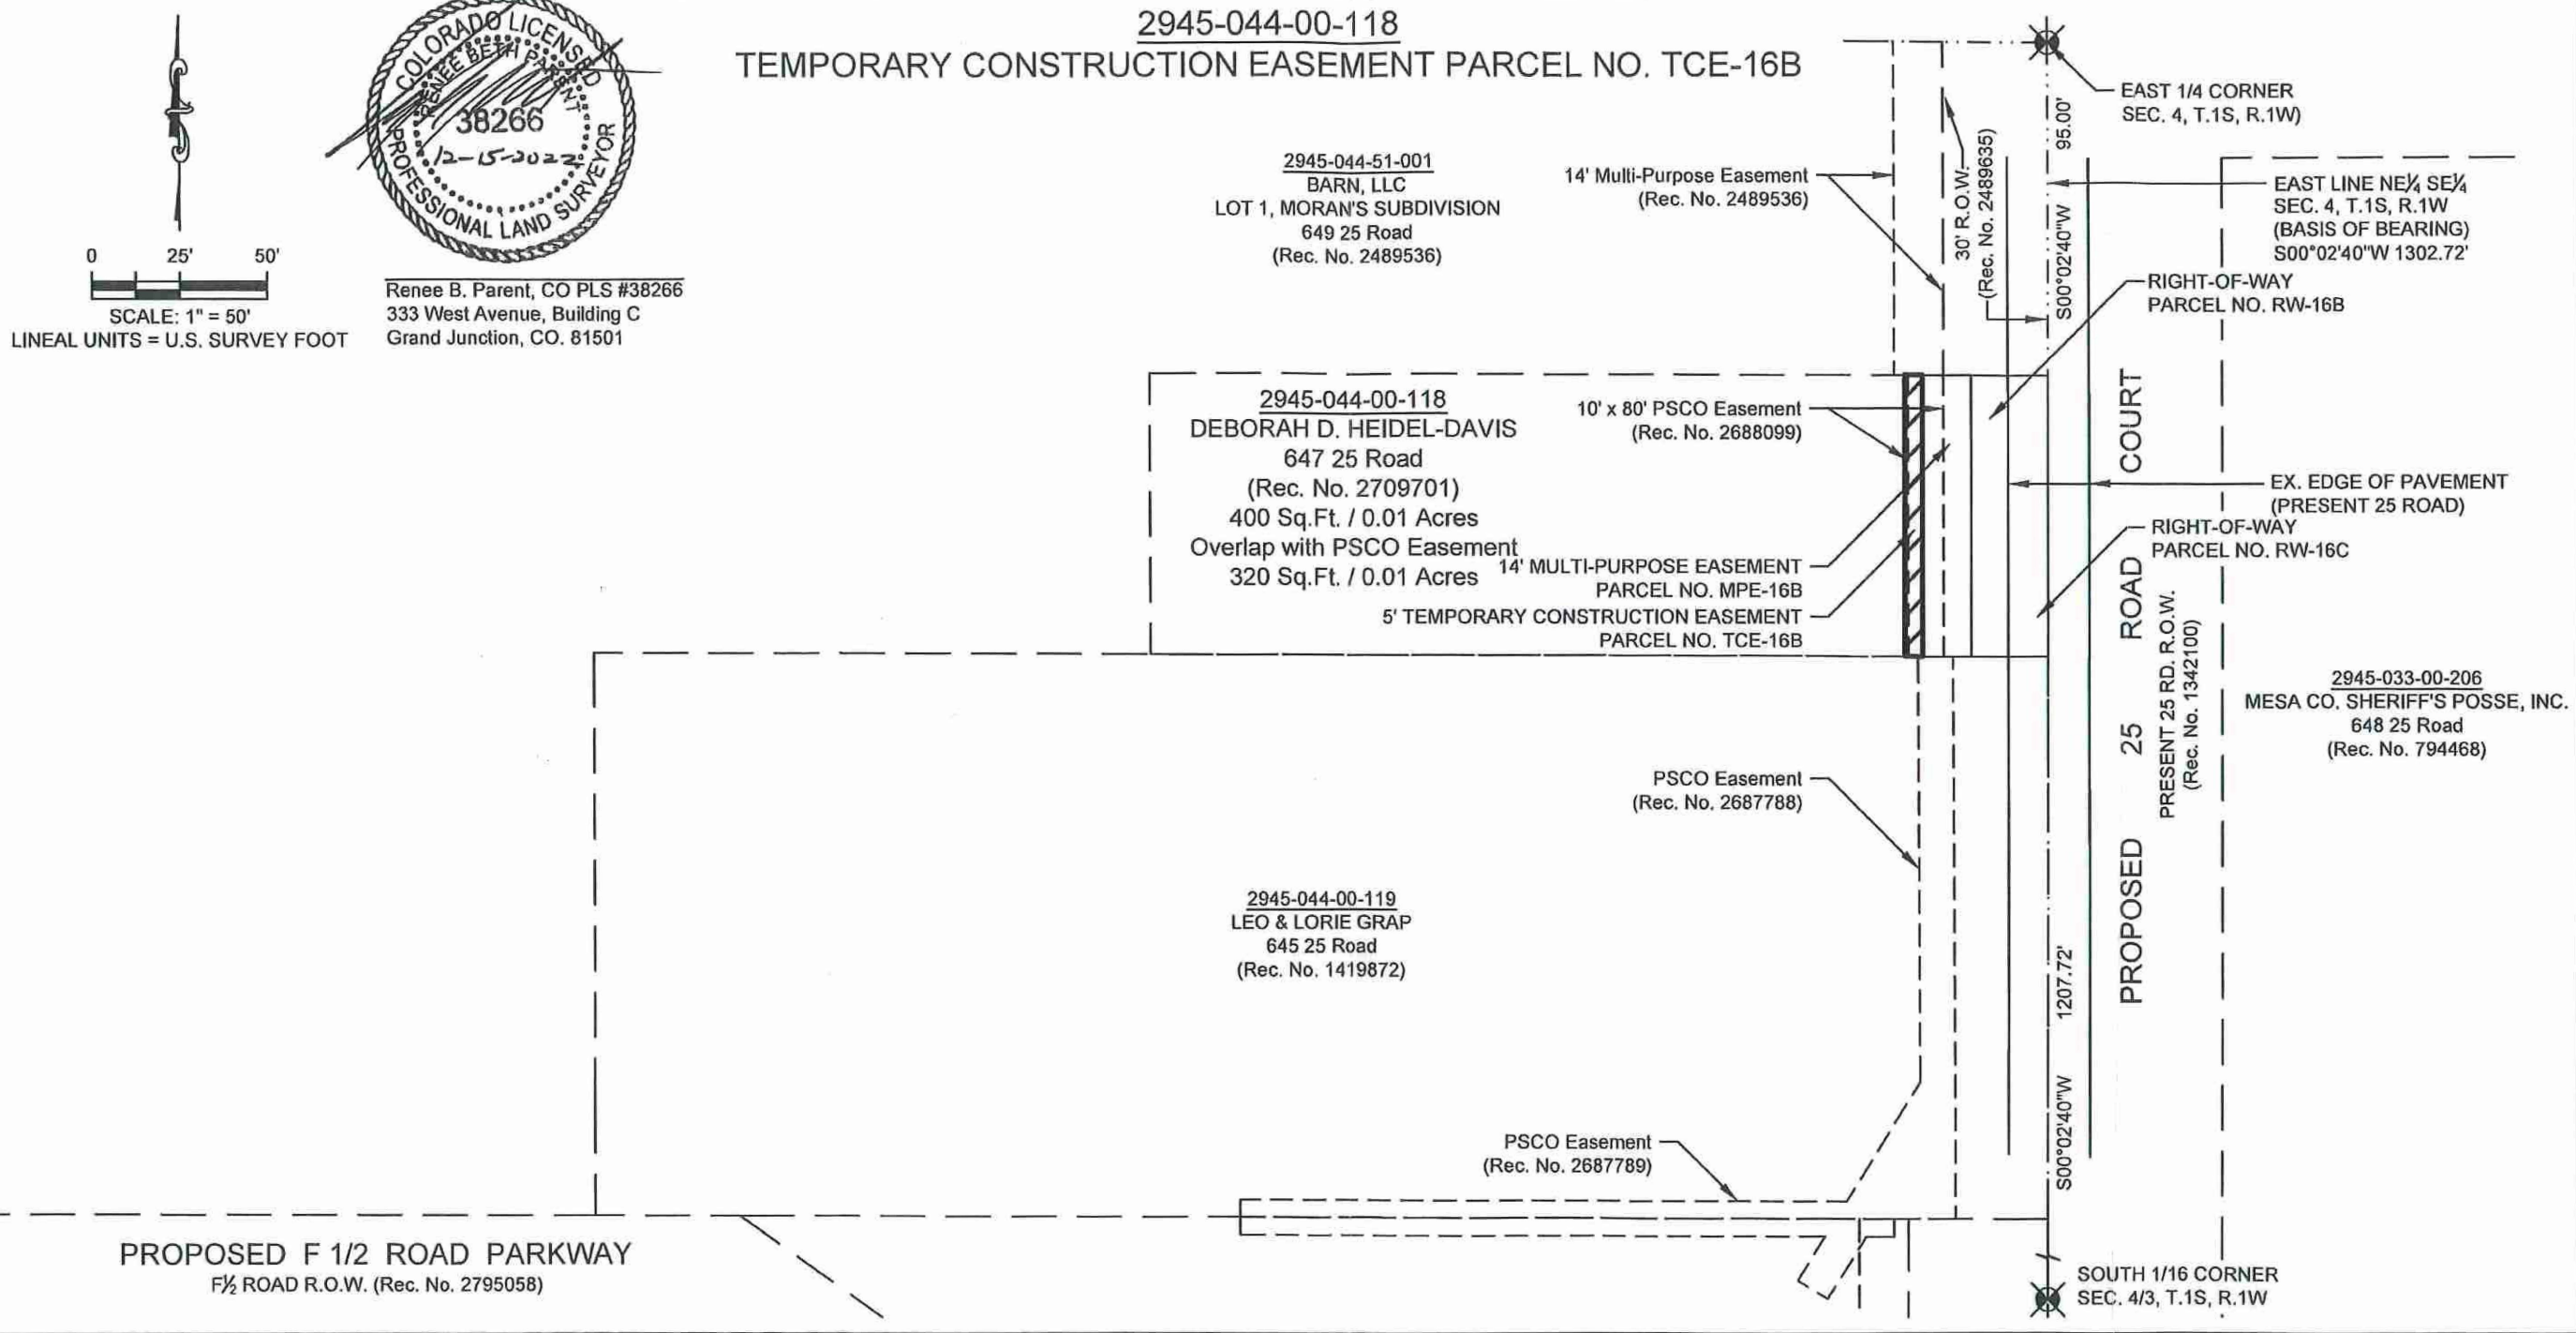 2945-044-00-118
TEMPORARY CONSTRUCTION EASEMENT PARCEL NO. TCE-16B
COLORADO LICENSED
RENEE BETH PARENT
38266
12-15-2022
PROFESSIONAL LAND SURVEYOR
0 25' 50'
SCALE: 1" = 50'
LINEAL UNITS = U.S. SURVEY FOOT
Renee B. Parent, CO PLS #38266
333 West Avenue, Building C
Grand Junction, CO. 81501
2945-044-51-001
BARN, LLC
LOT 1, MORAN'S SUBDIVISION
649 25 Road
(Rec. No. 2489536)
14' Multi-Purpose Easement
(Rec. No. 2489536)
30' R.O.W.
(Rec. No. 2489635)
95.00'
S00°02'40"W
EAST 1/4 CORNER
SEC. 4, T.1S, R.1W)
EAST LINE NE¼ SE¼
SEC. 4, T.1S, R.1W
(BASIS OF BEARING)
S00°02'40"W 1302.72'
RIGHT-OF-WAY
PARCEL NO. RW-16B
2945-044-00-118
DEBORAH D. HEIDEL-DAVIS
647 25 Road
(Rec. No. 2709701)
400 Sq.Ft. / 0.01 Acres
Overlap with PSCO Easement
320 Sq.Ft. / 0.01 Acres
10' x 80' PSCO Easement
(Rec. No. 2688099)
14' MULTI-PURPOSE EASEMENT
PARCEL NO. MPE-16B
5' TEMPORARY CONSTRUCTION EASEMENT
PARCEL NO. TCE-16B
EX. EDGE OF PAVEMENT
(PRESENT 25 ROAD)
RIGHT-OF-WAY
PARCEL NO. RW-16C
PROPOSED 25 ROAD COURT
PRESENT 25 RD. R.O.W.
(Rec. No. 1342100)
2945-033-00-206
MESA CO. SHERIFF'S POSSE, INC.
648 25 Road
(Rec. No. 794468)
PSCO Easement
(Rec. No. 2687788)
2945-044-00-119
LEO & LORIE GRAP
645 25 Road
(Rec. No. 1419872)
1207.72'
S00°02'40"W
PSCO Easement
(Rec. No. 2687789)
PROPOSED F 1/2 ROAD PARKWAY
F½ ROAD R.O.W. (Rec. No. 2795058)
SOUTH 1/16 CORNER
SEC. 4/3, T.1S, R.1W